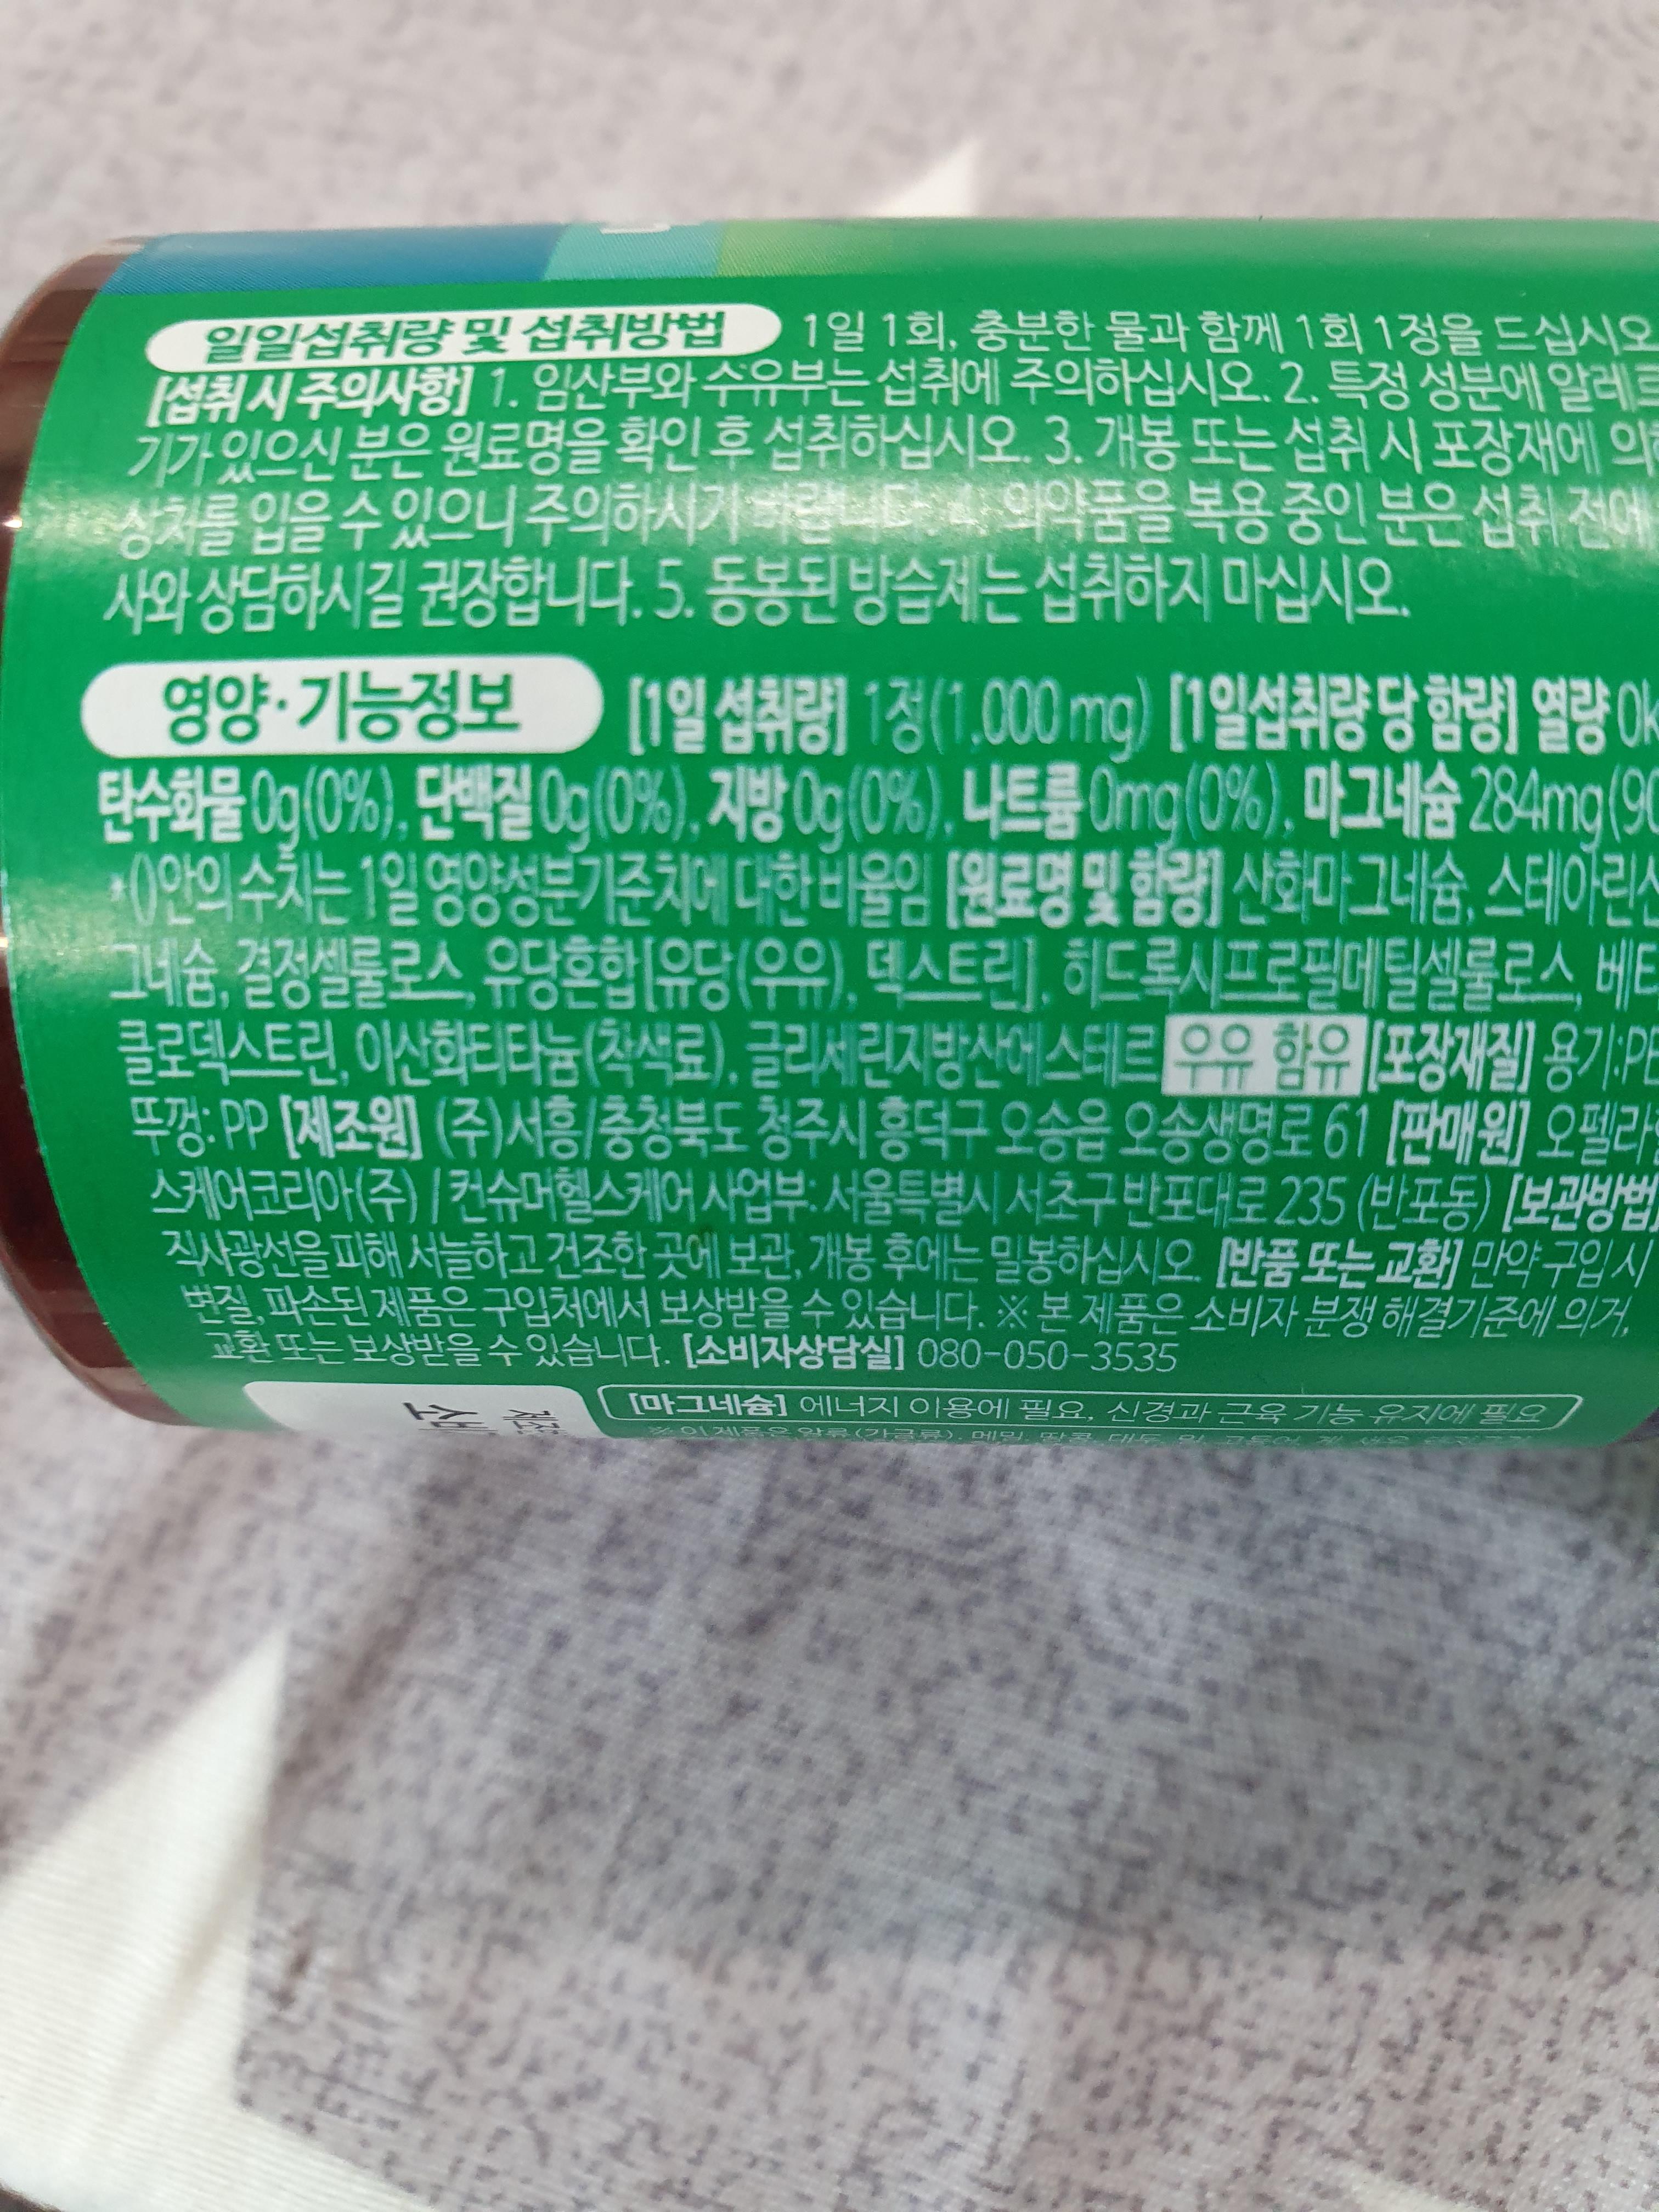 일일섭취량 및 섭취방법 1일 1회, 충분한 물과 함께 1회 1정을 드십시오
[섭취 시 주의사항] 1. 임산부와 수유부는 섭취에 주의하십시오. 2. 특정 성분에 알레르
기가 있으신 분은 원료명을 확인 후 섭취하십시오. 3. 개봉 또는 섭취 시 포장재에 의
상처를 입을 수 있으니 주의하시기 바랍니다. 4. 의약품을 복용 중인 분은 섭취 전에
사와 상담하시길 권장합니다. 5. 동봉된 방습제는 섭취하지 마십시오.
영양·기능정보 [1일 섭취량] 1정(1,000 mg) [1일섭취량 당 함량] 열량 0k
탄수화물 0g(0%), 단백질 0g(0%), 지방 0g(0%), 나트륨 0mg(0%), 마그네슘 284mg(90
*()안의 수치는 1일 영양성분기준치에 대한 비율임 [원료명 및 함량] 산화마그네슘, 스테아린산
그네슘, 결정셀룰로스, 유당혼합[유당(우유), 덱스트린], 히드록시프로필메틸셀룰로스, 베타
클로덱스트린, 이산화티타늄(착색료), 글리세린지방산에스테르 우유 함유 [포장재질] 용기:PE
뚜껑: PP [제조원] (주)서흥/충청북도 청주시 흥덕구 오송읍 오송생명로 61 [판매원] 오펠라
스케어코리아(주) / 컨슈머헬스케어 사업부: 서울특별시 서초구 반포대로 235 (반포동) [보관방법]
직사광선을 피해 서늘하고 건조한 곳에 보관, 개봉 후에는 밀봉하십시오. [반품 또는 교환] 만약 구입 시
변질, 파손된 제품은 구입처에서 보상받을 수 있습니다. ※ 본 제품은 소비자 분쟁 해결기준에 의거,
교환 또는 보상받을 수 있습니다. [소비자상담실] 080-050-3535
[마그네슘] 에너지 이용에 필요, 신경과 근육 기능 유지에 필요
※ 이 제품은 알류(가금류), 메밀, 땅콩, 대두, 밀, 고등어, 게, 새우